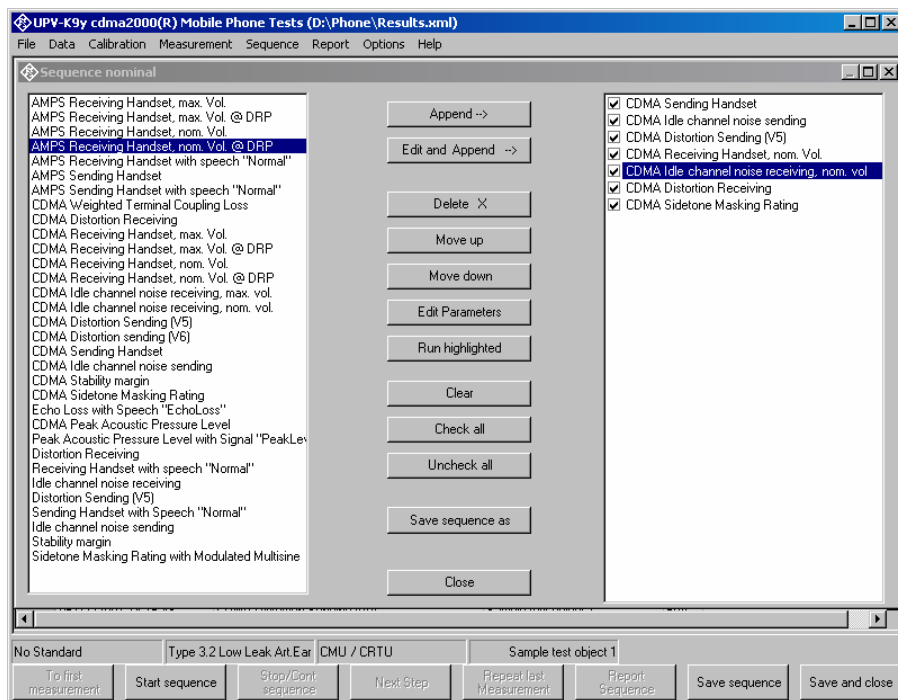 UPV-K9y cdma2000(R) Mobile Phone Tests (D:\Phone\Results.xml)
File Data Calibration Measurement Sequence Report Options Help
Sequence nominal
AMPS Receiving Handset, max. Vol.
AMPS Receiving Handset, max. Vol. @ DRP
AMPS Receiving Handset, nom. Vol.
AMPS Receiving Handset, nom. Vol. @ DRP
AMPS Receiving Handset with speech "Normal"
AMPS Sending Handset
AMPS Sending Handset with speech "Normal"
CDMA Weighted Terminal Coupling Loss
CDMA Distortion Receiving
CDMA Receiving Handset, max. Vol.
CDMA Receiving Handset, max. Vol. @ DRP
CDMA Receiving Handset, nom. Vol.
CDMA Receiving Handset, nom. Vol. @ DRP
CDMA Idle channel noise receiving, max. vol.
CDMA Idle channel noise receiving, nom. vol.
CDMA Distortion Sending (V5)
CDMA Distortion sending (V6)
CDMA Sending Handset
CDMA Idle channel noise sending
CDMA Stability margin
CDMA Sidetone Masking Rating
Echo Loss with Speech "EchoLoss"
CDMA Peak Acoustic Pressure Level
Peak Acoustic Pressure Level with Signal "PeakLev
Distortion Receiving
Receiving Handset with speech "Normal"
Idle channel noise receiving
Distortion Sending (V5)
Sending Handset with Speech "Normal"
Idle channel noise sending
Stability margin
Sidetone Masking Rating with Modulated Multisine
Append -->
Edit and Append -->
Delete X
Move up
Move down
Edit Parameters
Run highlighted
Clear
Check all
Uncheck all
Save sequence as
Close
CDMA Sending Handset
CDMA Idle channel noise sending
CDMA Distortion Sending (V5)
CDMA Receiving Handset, nom. Vol.
CDMA Idle channel noise receiving, nom. vol
CDMA Distortion Receiving
CDMA Sidetone Masking Rating
No Standard
Type 3.2 Low Leak Art.Ear
CMU / CRTU
Sample test object 1
To first
measurement
Start sequence
Stop/Cont
sequence
Next Step
Repeat last
Measurement
Report
Sequence
Save sequence
Save and close